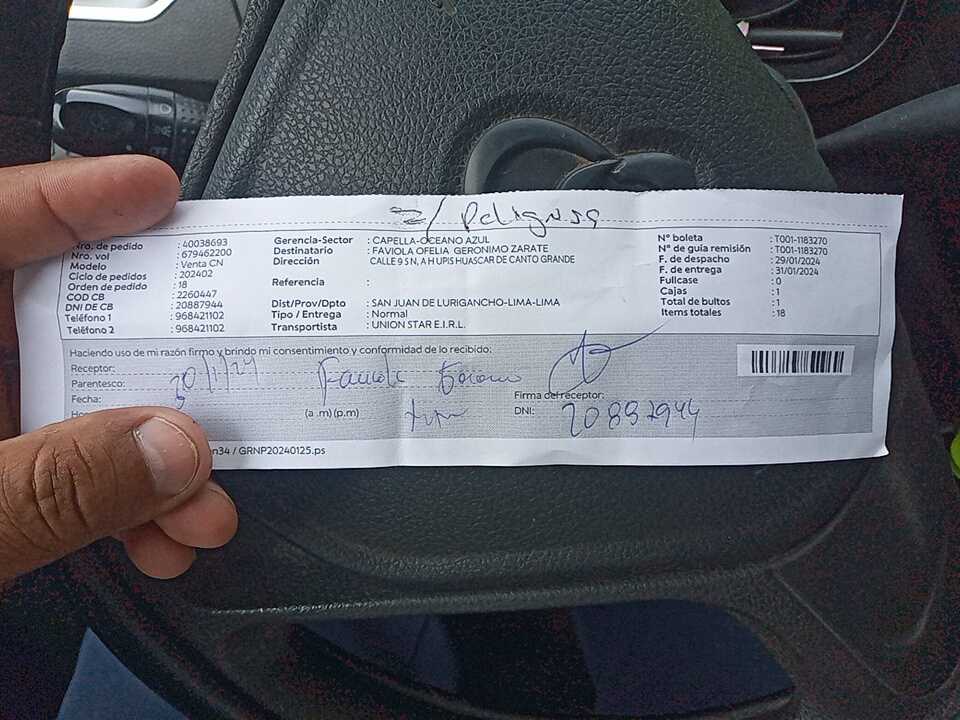 z/ Peligrosa
Nro. de pedido : 40038693
Nro. vol : 679462200
Modelo : Venta CN
Ciclo de pedidos : 202402
Orden de pedido : 18
COD CB : 2260447
DNI DE CB : 20887944
Teléfono 1 : 968421102
Teléfono 2 : 968421102
Gerencia-Sector : CAPELLA-OCEANO AZUL
Destinatario : FAVIOLA OFELIA GERONIMO ZARATE
Dirección CALLE 9 S N, A H UPIS HUASCAR DE CANTO GRANDE
Referencia :
Dist/Prov/Dpto : SAN JUAN DE LURIGANCHO-LIMA-LIMA
Tipo / Entrega : Normal
Transportista : UNION STAR E.I.R.L.
N° boleta : T001-1183270
N° de guía remisión : T001-1183270
F. de despacho : 29/01/2024
F. de entrega : 31/01/2024
Fullcase : 0
Cajas : 1
Total de bultos : 1
Items totales : 18
Haciendo uso de mi razón firmo y brindo mi consentimiento y conformidad de lo recibido:
Receptor:
Parentesco:
Fecha: 30/1/24
(a .m) (p.m)
Firma del receptor:
DNI: 20887944
n34 / GRNP20240125.ps